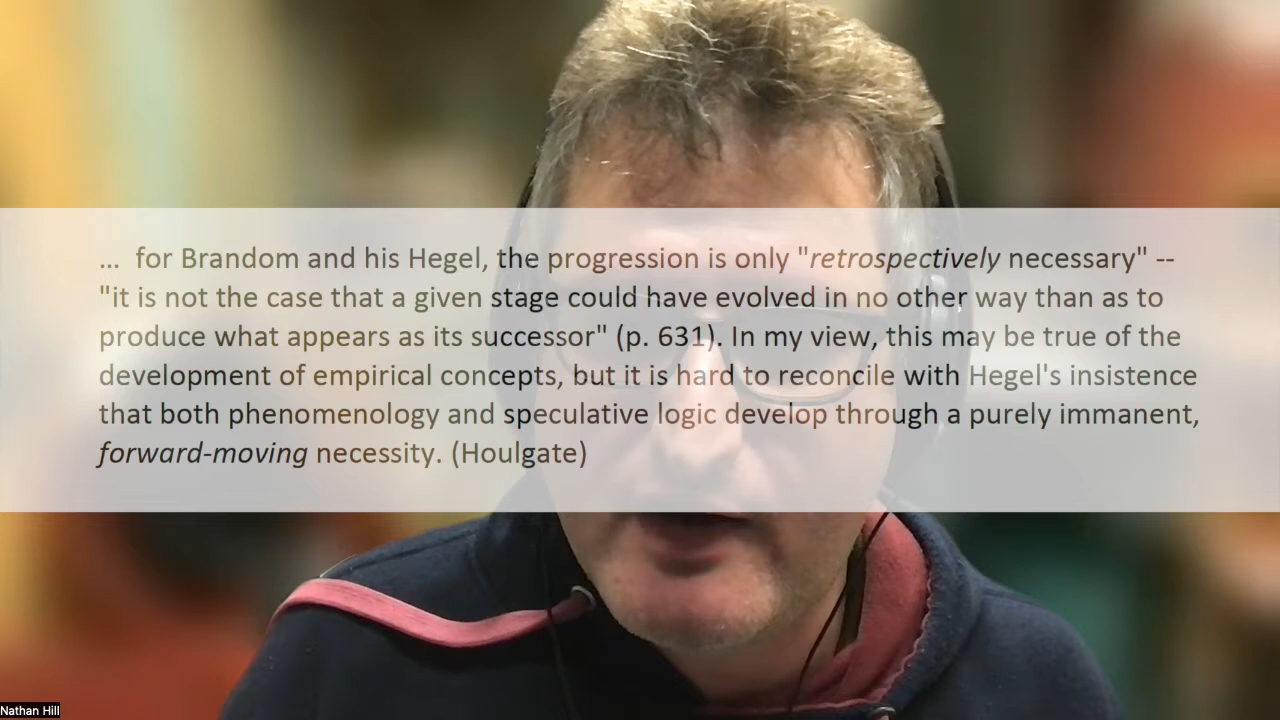 ... for Brandom and his Hegel, the progression is only "retrospectively necessary" --
"it is not the case that a given stage could have evolved in no other way than as to
produce what appears as its successor" (p. 631). In my view, this may be true of the
development of empirical concepts, but it is hard to reconcile with Hegel's insistence
that both phenomenology and speculative logic develop through a purely immanent,
forward-moving necessity. (Houlgate)
Nathan Hill